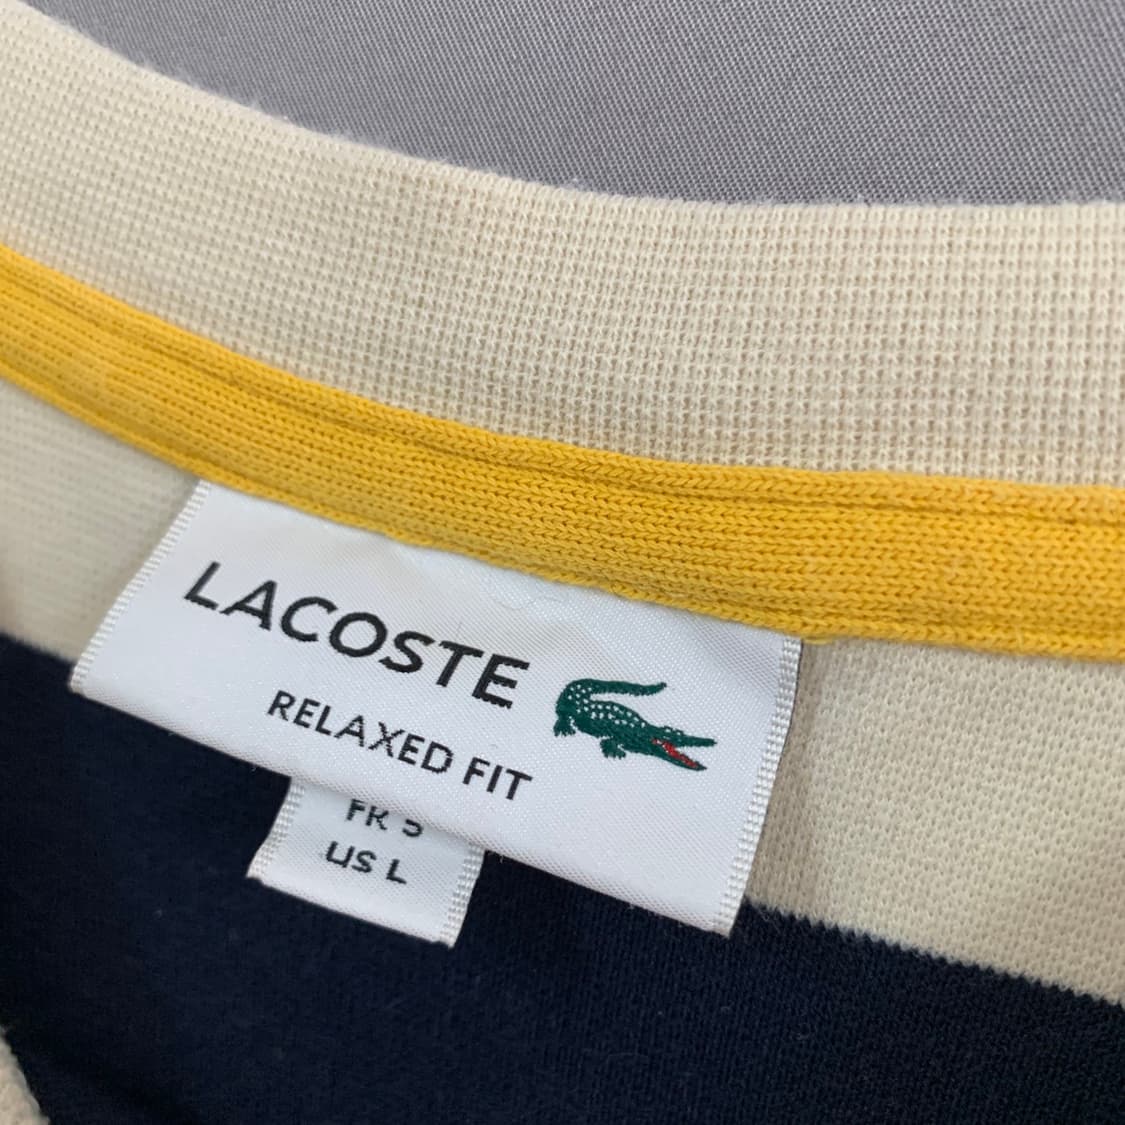 LACOSTE
RELAXED FIT
FR 5
US L